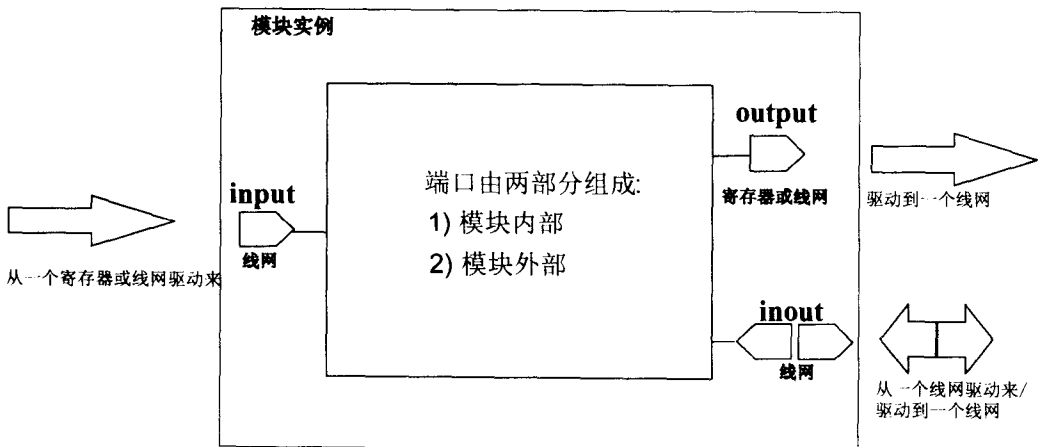 模块实例
output
端口由两部分组成:
input
1) 模块内部
寄存器或线网
驱动到一个线网
线网
2) 模块外部
从一个寄存器或线网驱动来
inout
线网
从一个线网驱动来/
驱动到一个线网